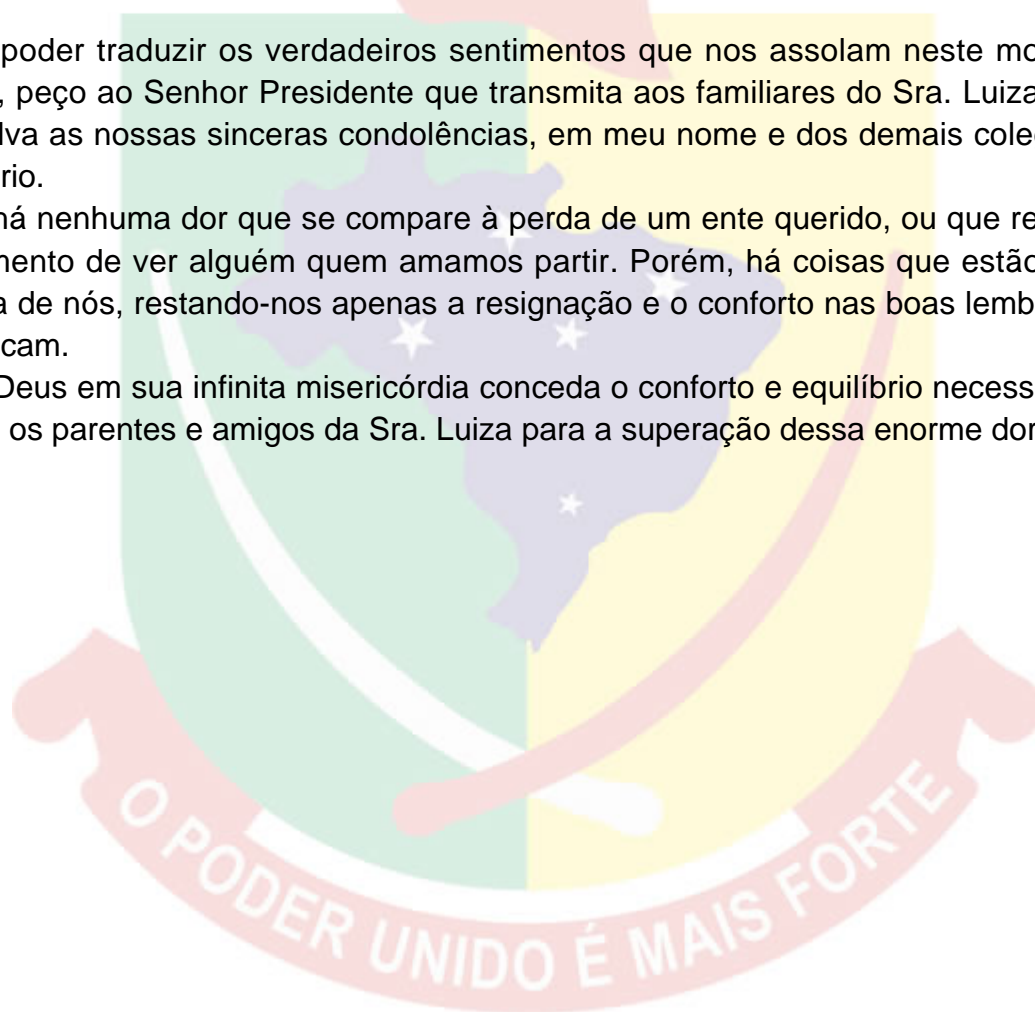 poder traduzir os verdadeiros sentimentos que nos assolam neste mo
, peço ao Senhor Presidente que transmita aos familiares do Sra. Luiza
lva as nossas sinceras condolências, em meu nome e dos demais cole
rio.
há nenhuma dor que se compare à perda de um ente querido, ou que re
mento de ver alguém quem amamos partir. Porém, há coisas que estão
a de nós, restando-nos apenas a resignação e o conforto nas boas lemb
cam.
Deus em sua infinita misericórdia conceda o conforto e equilíbrio necess
os parentes e amigos da Sra. Luiza para a superação dessa enorme dor
O PODER UNIDO É MAIS FORTE